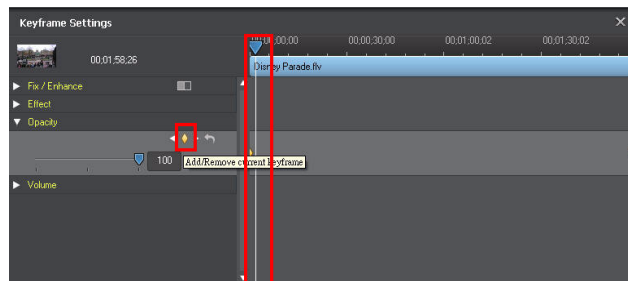 Keyframe Settings
00;01;58;26
00;00;00;00 00;00;30;00 00;01;00;02 00;01;30;02
Disney Parade.flv
Fix / Enhance
Effect
Opacity
100 Add/Remove current keyframe
Volume